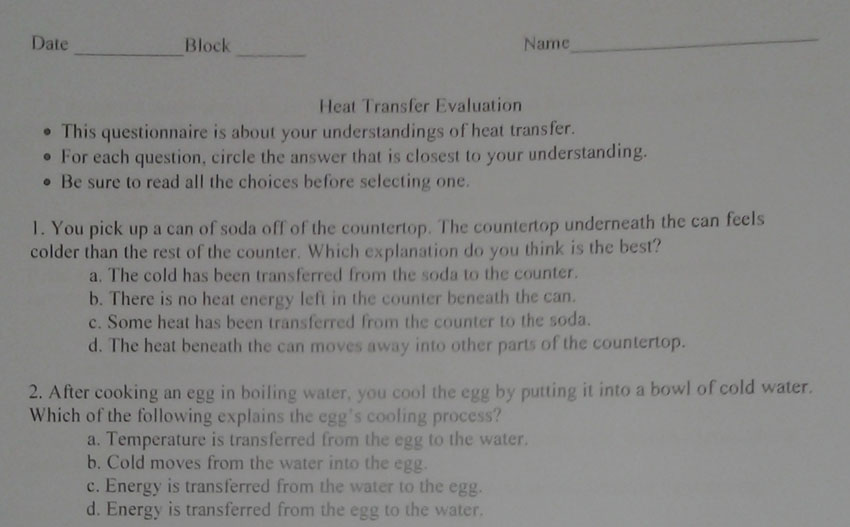 Date ____________ Block ________ Name ____________________________
Heat Transfer Evaluation
• This questionnaire is about your understandings of heat transfer.
• For each question, circle the answer that is closest to your understanding.
• Be sure to read all the choices before selecting one.
1. You pick up a can of soda off of the countertop. The countertop underneath the can feels
colder than the rest of the counter. Which explanation do you think is the best?
a. The cold has been transferred from the soda to the counter.
b. There is no heat energy left in the counter beneath the can.
c. Some heat has been transferred from the counter to the soda.
d. The heat beneath the can moves away into other parts of the countertop.
2. After cooking an egg in boiling water, you cool the egg by putting it into a bowl of cold water.
Which of the following explains the egg's cooling process?
a. Temperature is transferred from the egg to the water.
b. Cold moves from the water into the egg.
c. Energy is transferred from the water to the egg.
d. Energy is transferred from the egg to the water.